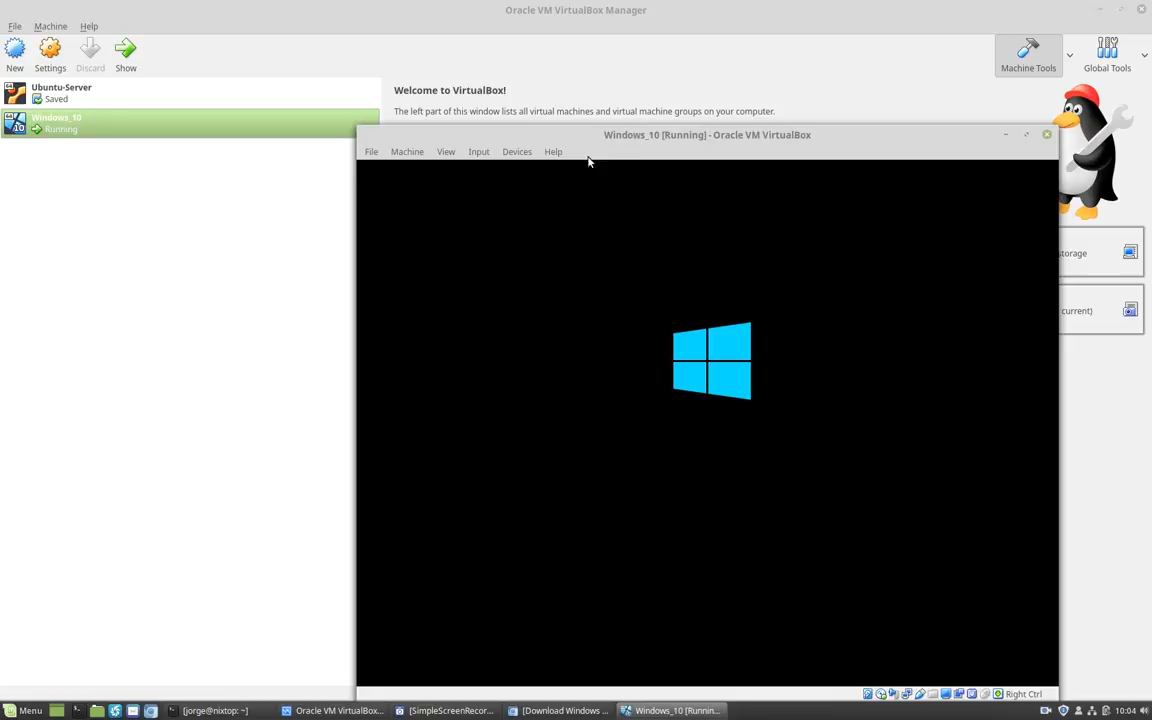 Oracle VM VirtualBox Manager
File Machine Help
New Settings Discard Show
Machine Tools Global Tools
64
Ubuntu-Server
Saved
64
10
Windows_10
Running
Welcome to VirtualBox!
The left part of this window lists all virtual machines and virtual machine groups on your computer.
Windows_10 [Running] - Oracle VM VirtualBox
File Machine View Input Devices Help
storage
current)
Right Ctrl
Menu [jorge@nixtop: ~] Oracle VM VirtualBox... [SimpleScreenRecor... [Download Windows ... Windows_10 [Runnin... 10:04